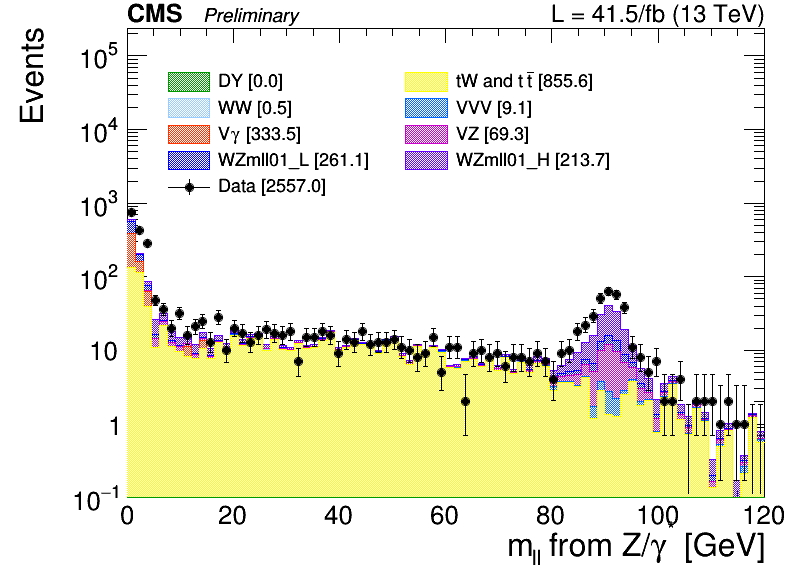 CMS Preliminary L = 41.5/fb (13 TeV)
Events
10⁵
10⁴
10³
10²
10
1
10⁻¹
DY [0.0] tW and tt̅ [855.6]
WW [0.5] VVV [9.1]
Vγ [333.5] VZ [69.3]
WZmll01_L [261.1] WZmll01_H [213.7]
Data [2557.0]
0 20 40 60 80 100 120
m_ll from Z/γ* [GeV]